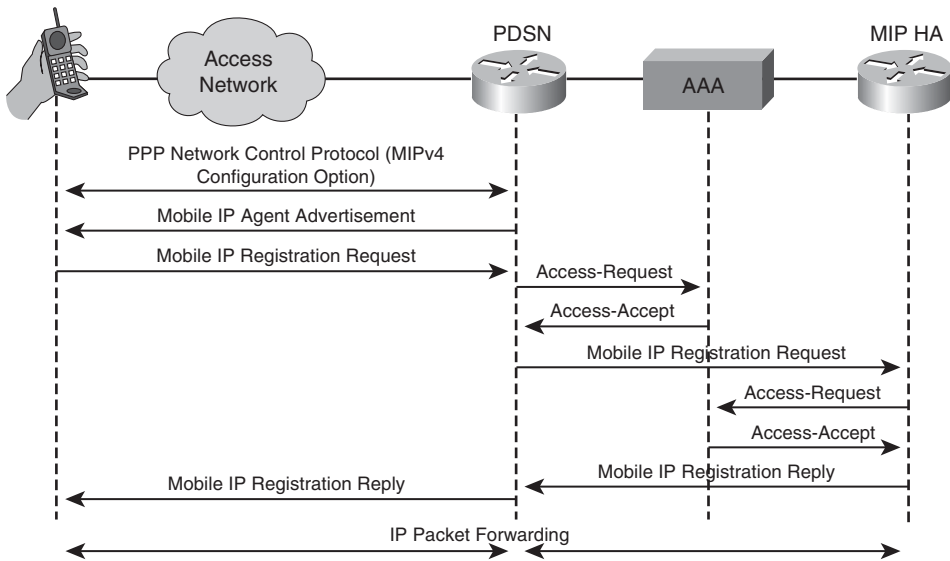 PDSN
MIP HA
Access
Network
AAA
PPP Network Control Protocol (MIPv4
Configuration Option)
Mobile IP Agent Advertisement
Mobile IP Registration Request
Access-Request
Access-Accept
Mobile IP Registration Request
Access-Request
Access-Accept
Mobile IP Registration Reply
Mobile IP Registration Reply
IP Packet Forwarding